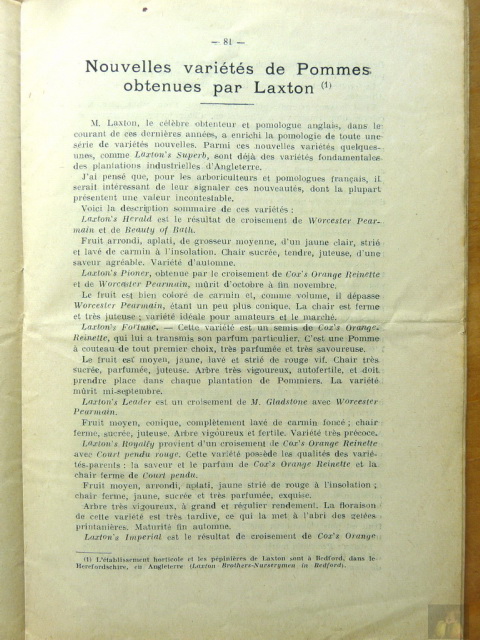 — 81 —
Nouvelles variétés de Pommes
obtenues par Laxton (1)
M. Laxton, le célèbre obtenteur et pomologue anglais, dans le
courant de ces dernières années, a enrichi la pomologie de toute une
série de variétés nouvelles. Parmi ces nouvelles variétés quelques-
unes, comme Laxton's Superb, sont déjà des variétés fondamentales
des plantations industrielles d'Angleterre.
J'ai pensé que, pour les arboriculteurs et pomologues français, il
serait intéressant de leur signaler ces nouveautés, dont la plupart
présentent une valeur incontestable.
Voici la description sommaire de ces variétés :
Laxton's Herald est le résultat de croisement de Worcester Pear-
main et de Beauty of Bath.
Fruit arrondi, aplati, de grosseur moyenne, d'un jaune clair, strié
et lavé de carmin à l'insolation. Chair sucrée, tendre, juteuse, d'une
saveur agréable. Variété d'automne.
Laxton's Pioner, obtenue par le croisement de Cox's Orange Reinette
et de Worcester Pearmain, mûrit d'octobre à fin novembre.
Le fruit est bien coloré de carmin et, comme volume, il dépasse
Worcester Pearmain, étant un peu plus conique. La chair est ferme
et très juteuse ; variété idéale pour amateurs et le marché.
Laxton's Fortune. — Cette variété est un semis de Cox's Orange-
Reinette, qui lui a transmis son parfum particulier. C'est une Pomme
à couteau de tout premier choix, très parfumée et très savoureuse.
Le fruit est moyen, jaune, lavé et strié de rouge vif. Chair très
sucrée, parfumée, juteuse. Arbre très vigoureux, autofertile, et doit
prendre place dans chaque plantation de Pommiers. La variété
mûrit mi-septembre.
Laxton's Leader est un croisement de M. Gladstone avec Worcester
Pearmain.
Fruit moyen, conique, complètement lavé de carmin foncé ; chair
ferme, sucrée, juteuse. Arbre vigoureux et fertile. Variété très précoce.
Laxton's Royalty provient d'un croisement de Cox's Orange Reinette
avec Court pendu rouge. Cette variété possède les qualités des varié-
tés-parents : la saveur et le parfum de Cox's Orange Reinette et la
chair ferme de Court pendu.
Fruit moyen, arrondi, aplati, jaune strié de rouge à l'insolation ;
chair ferme, jaune, sucrée et très parfumée, exquise.
Arbre très vigoureux, à grand et régulier rendement. La floraison
de cette variété est très tardive, ce qui la met à l'abri des gelées
printanières. Maturité fin automne.
Laxton's Imperial est le résultat de croisement de Cox's Orange
(1) L'établissement horticole et les pépinières de Laxton sont à Bedford, dans le
Herefordshire, en Angleterre (Laxton Brothers-Nurserymen in Bedford).